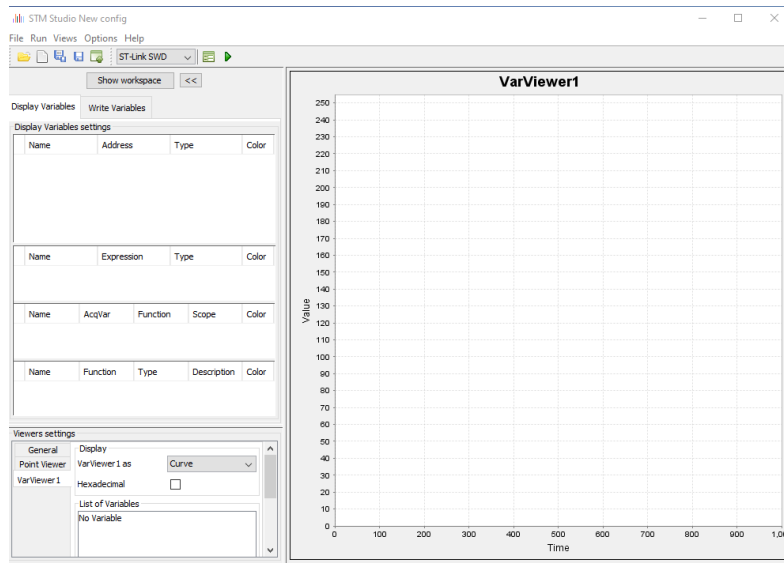 STM Studio New config
File Run Views Options Help
ST-Link SWD
Show workspace <<
Display Variables Write Variables
Display Variables settings
Name Address Type Color
Name Expression Type Color
Name AcqVar Function Scope Color
Name Function Type Description Color
Viewers settings
General
Point Viewer
VarViewer1
Display
VarViewer1 as Curve
Hexadecimal
List of Variables
No Variable
VarViewer1
250
240
230
220
210
200
190
180
170
160
150
140
130
120
110
100
90
80
70
60
50
40
30
20
10
0
Value
0 100 200 300 400 500 600 700 800 900 1,00
Time